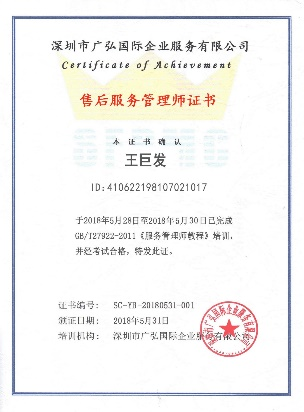 深圳市广弘国际企业服务有限公司
Certificate of Achievement
售后服务管理师证书
本证书确认
王巨发
ID:410622198107021017
于2018年5月28日至2018年5月30日已完成
GB/T27922-2011《服务管理师教程》培训，
并经考试合格，特发此证。
证书编号： SC-YH-20180531-001
颁证日期： 2018年5月31日
培训机构： 深圳市广弘国际企业服务有限公司